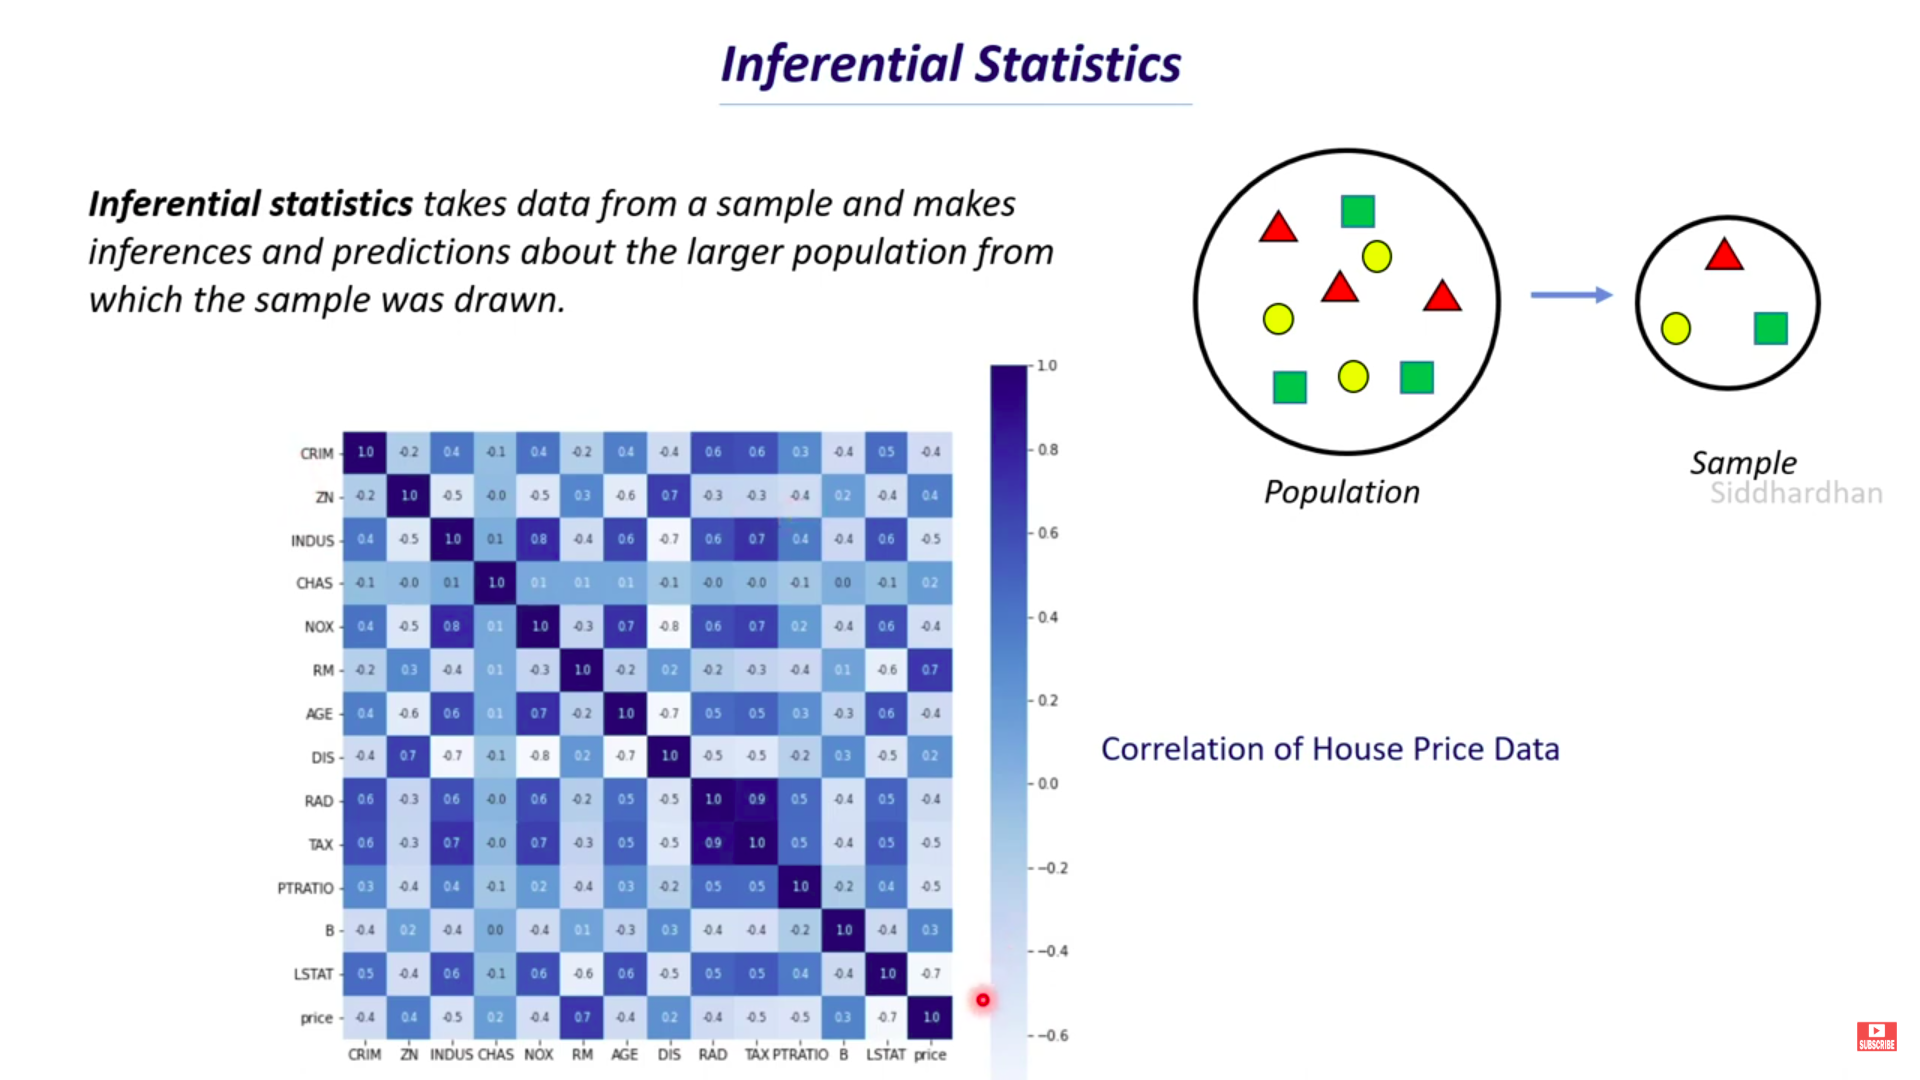 Inferential Statistics
Inferential statistics takes data from a sample and makes
inferences and predictions about the larger population from
which the sample was drawn.
Population
Sample
Siddhardhan
CRIM 1.0 -0.2 0.4 -0.1 0.4 -0.2 0.4 -0.4 0.6 0.6 0.3 -0.4 0.5 -0.4
ZN -0.2 1.0 -0.5 -0.0 -0.5 0.3 -0.6 0.7 -0.3 -0.3 -0.4 0.2 -0.4 0.4
INDUS 0.4 -0.5 1.0 0.1 0.8 -0.4 0.6 -0.7 0.6 0.7 0.4 -0.4 0.6 -0.5
CHAS -0.1 -0.0 0.1 1.0 0.1 0.1 0.1 -0.1 -0.0 -0.0 -0.1 0.0 -0.1 0.2
NOX 0.4 -0.5 0.8 0.1 1.0 -0.3 0.7 -0.8 0.6 0.7 0.2 -0.4 0.6 -0.4
RM -0.2 0.3 -0.4 0.1 -0.3 1.0 -0.2 0.2 -0.2 -0.3 -0.4 0.1 -0.6 0.7
AGE 0.4 -0.6 0.6 0.1 0.7 -0.2 1.0 -0.7 0.5 0.5 0.3 -0.3 0.6 -0.4
DIS -0.4 0.7 -0.7 -0.1 -0.8 0.2 -0.7 1.0 -0.5 -0.5 -0.2 0.3 -0.5 0.2
RAD 0.6 -0.3 0.6 -0.0 0.6 -0.2 0.5 -0.5 1.0 0.9 0.5 -0.4 0.5 -0.4
TAX 0.6 -0.3 0.7 -0.0 0.7 -0.3 0.5 -0.5 0.9 1.0 0.5 -0.4 0.5 -0.5
PTRATIO 0.3 -0.4 0.4 -0.1 0.2 -0.4 0.3 -0.2 0.5 0.5 1.0 -0.2 0.4 -0.5
B -0.4 0.2 -0.4 0.0 -0.4 0.1 -0.3 0.3 -0.4 -0.4 -0.2 1.0 -0.4 0.3
LSTAT 0.5 -0.4 0.6 -0.1 0.6 -0.6 0.6 -0.5 0.5 0.5 0.4 -0.4 1.0 -0.7
price -0.4 0.4 -0.5 0.2 -0.4 0.7 -0.4 0.2 -0.4 -0.5 -0.5 0.3 -0.7 1.0
CRIM ZN INDUS CHAS NOX RM AGE DIS RAD TAX PTRATIO B LSTAT price
1.0
0.8
0.6
0.4
0.2
0.0
−0.2
−0.4
−0.6
Correlation of House Price Data
SUBSCRIBE